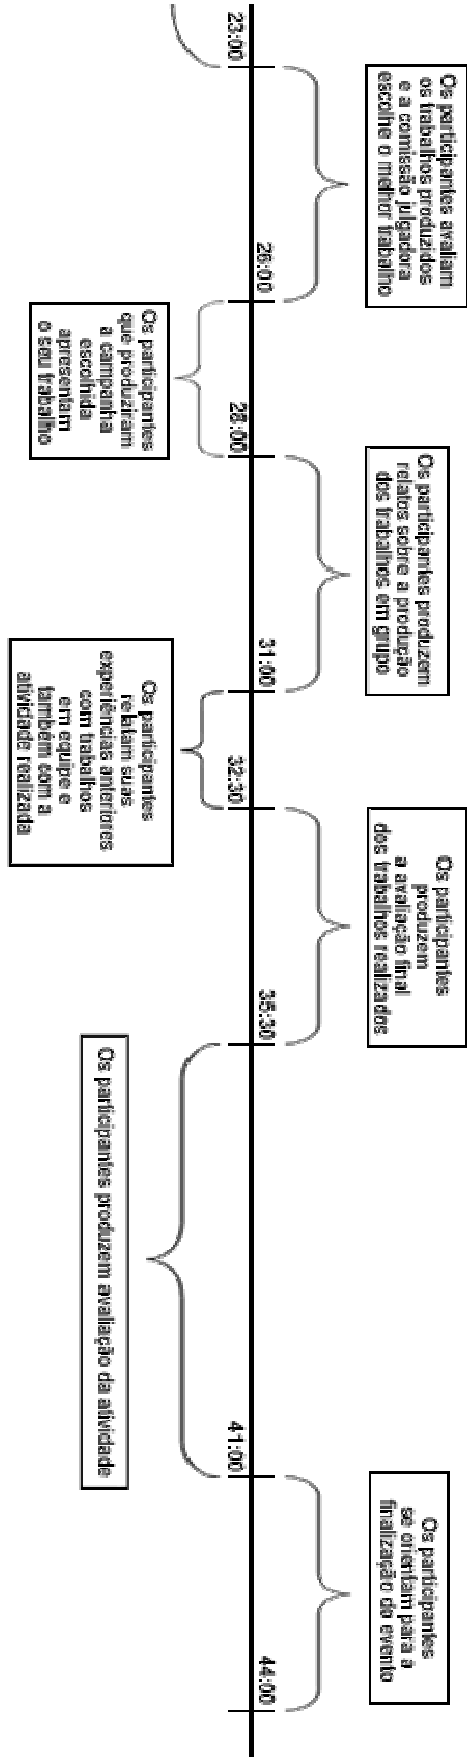 23:00
Os participantes avaliam
os trabalhos produzidos
e a comissão julgadora
escolhe o melhor trabalho
26:00
Os participantes
que produziram
a campanha
escolhida
apresentam
o seu trabalho
28:00
Os participantes produzem
relatos sobre a produção
dos trabalhos em grupo
31:00
Os participantes
relatam suas
experiências anteriores
com trabalhos
em equipe e
também com a
atividade realizada
32:30
Os participantes
produzem
a avaliação final
dos trabalhos realizados
35:30
Os participantes produzem avaliação da atividade
41:00
Os participantes
se orientam para a
finalização do evento
44:00